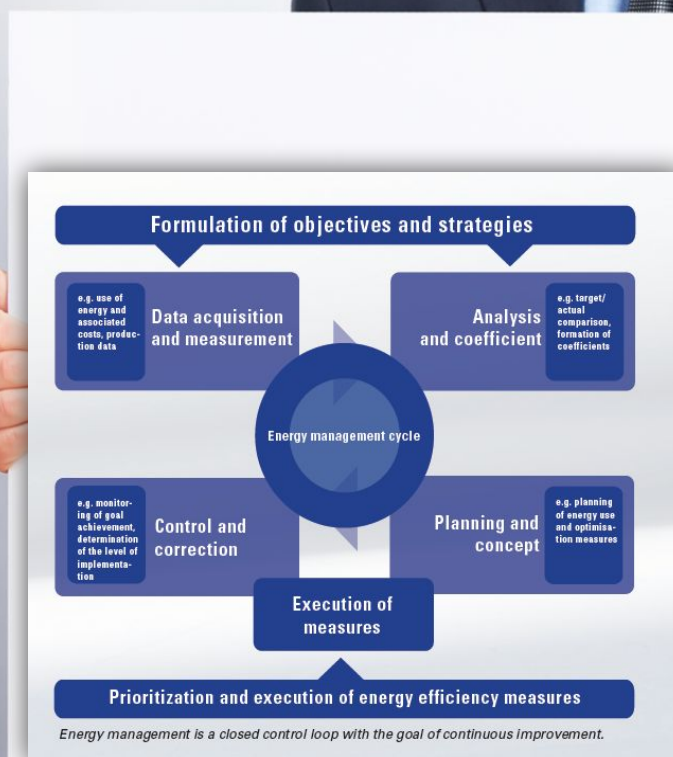 Formulation of objectives and strategies
e.g. use of
energy and
associated
costs, produc-
tion data
Data acquisition
and measurement
Analysis
and coefficient
e.g. target/
actual
comparison,
formation of
coefficients
Energy management cycle
e.g. monitor-
ing of goal
achievement,
determination
of the level of
implementa-
tion
Control and
correction
Planning and
concept
e.g. planning
of energy use
and optimisa-
tion measures
Execution of
measures
Prioritization and execution of energy efficiency measures
Energy management is a closed control loop with the goal of continuous improvement.